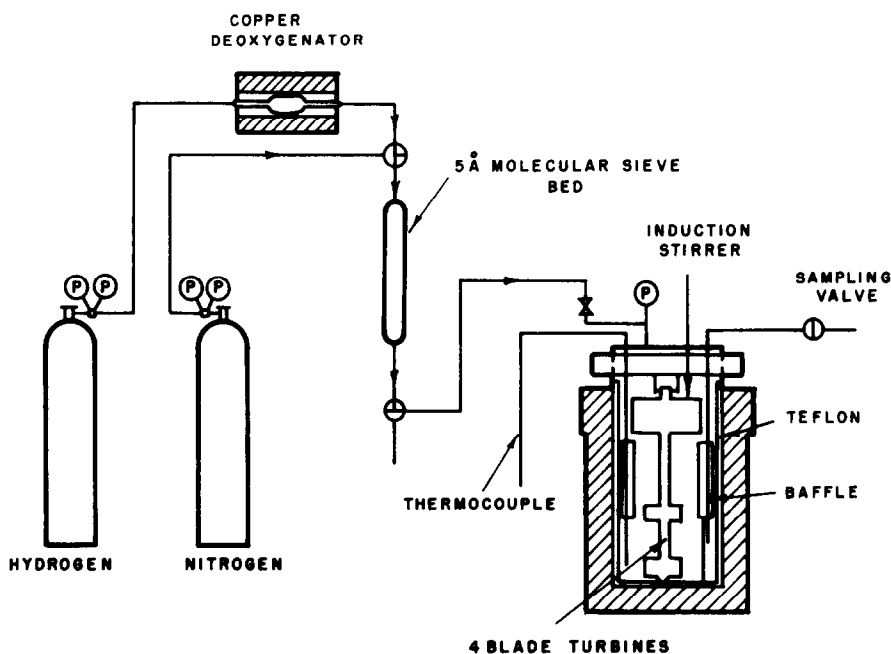 COPPER
DEOXYGENATOR
5Å MOLECULAR SIEVE
BED
INDUCTION
STIRRER
SAMPLING
VALVE
P P
P P
P
TEFLON
THERMOCOUPLE
BAFFLE
HYDROGEN
NITROGEN
4 BLADE TURBINES